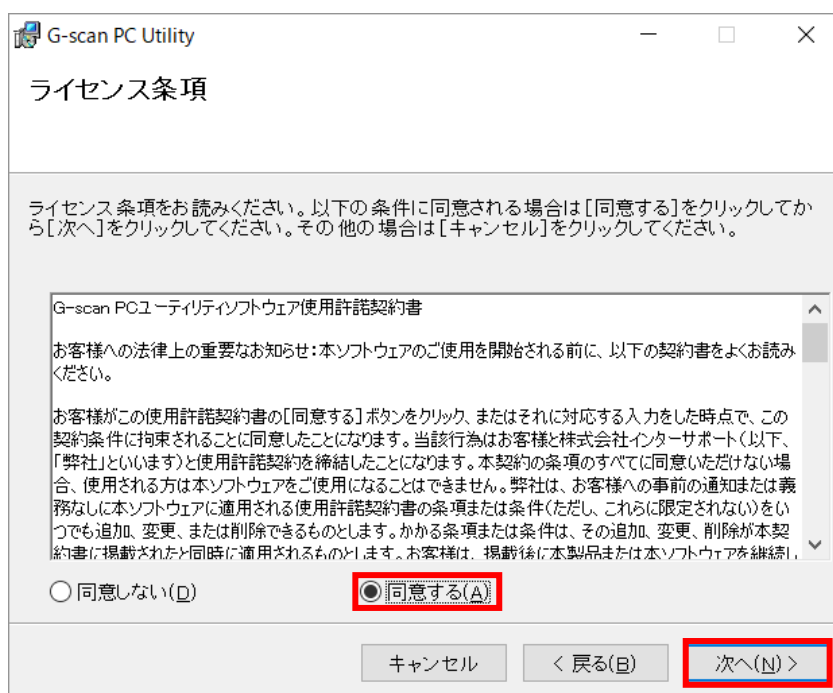 G-scan PC Utility
ライセンス条項
ライセンス条項をお読みください。以下の条件に同意される場合は[同意する]をクリックしてか
ら[次へ]をクリックしてください。その他の場合は[キャンセル]をクリックしてください。
G-scan PCユーティリティソフトウェア使用許諾契約書
お客様への法律上の重要なお知らせ:本ソフトウェアのご使用を開始される前に、以下の契約書をよくお読み
ください。
お客様がこの使用許諾契約書の[同意する]ボタンをクリック、またはそれに対応する入力をした時点で、この
契約条件に拘束されることに同意したことになります。当該行為はお客様と株式会社インターサポート(以下、
「弊社」といいます)と使用許諾契約を締結したことになります。本契約の条項のすべてに同意いただけない場
合、使用される方は本ソフトウェアをご使用になることはできません。弊社は、お客様への事前の通知または義
務なしに本ソフトウェアに適用される使用許諾契約書の条項または条件(ただし、これらに限定されない)をい
つでも追加、変更、または削除できるものとします。かかる条項または条件は、その追加、変更、削除が本契
約書に掲載されたと同時に適用されるものとします。お客様は、掲載後に本製品または本ソフトウェアを継続し
同意しない(D)
同意する(A)
キャンセル
< 戻る(B)
次へ(N) >